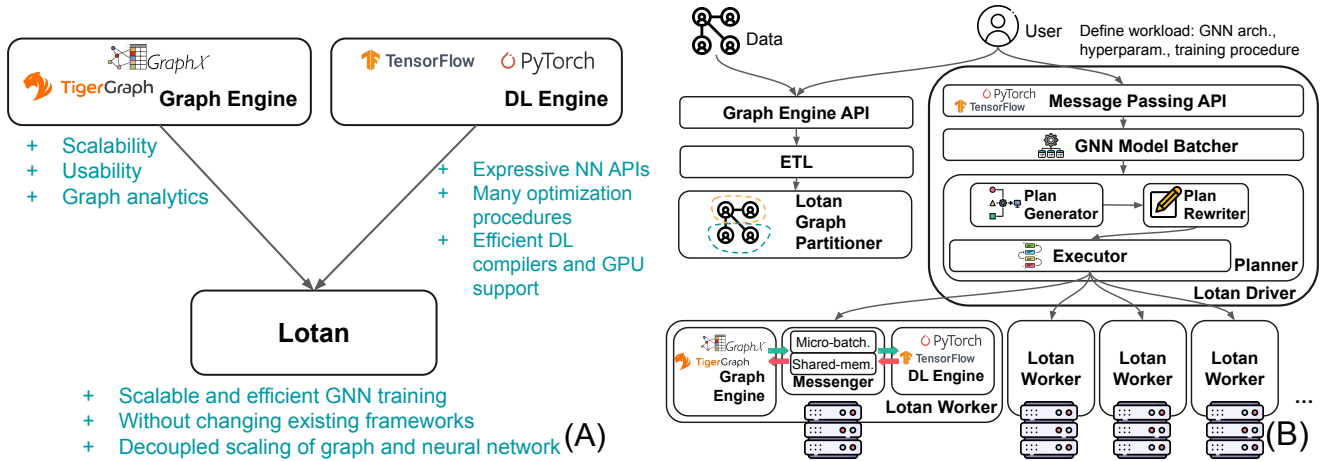 GraphX
TigerGraph
Graph Engine
TensorFlow
PyTorch
DL Engine
+ Scalability
+ Usability
+ Graph analytics
+ Expressive NN APIs
+ Many optimization
procedures
+ Efficient DL
compilers and GPU
support
Lotan
+ Scalable and efficient GNN training
+ Without changing existing frameworks
+ Decoupled scaling of graph and neural network
(A)
Data
User
Define workload: GNN arch.,
hyperparam., training procedure
Graph Engine API
ETL
Lotan
Graph
Partitioner
PyTorch
TensorFlow
Message Passing API
GNN Model Batcher
Plan
Generator
Plan
Rewriter
Executor
Planner
Lotan Driver
GraphX
TigerGraph
Graph
Engine
Micro-batch.
Shared-mem.
Messenger
PyTorch
TensorFlow
DL Engine
Lotan Worker
Lotan
Worker
Lotan
Worker
Lotan
Worker
...
(B)